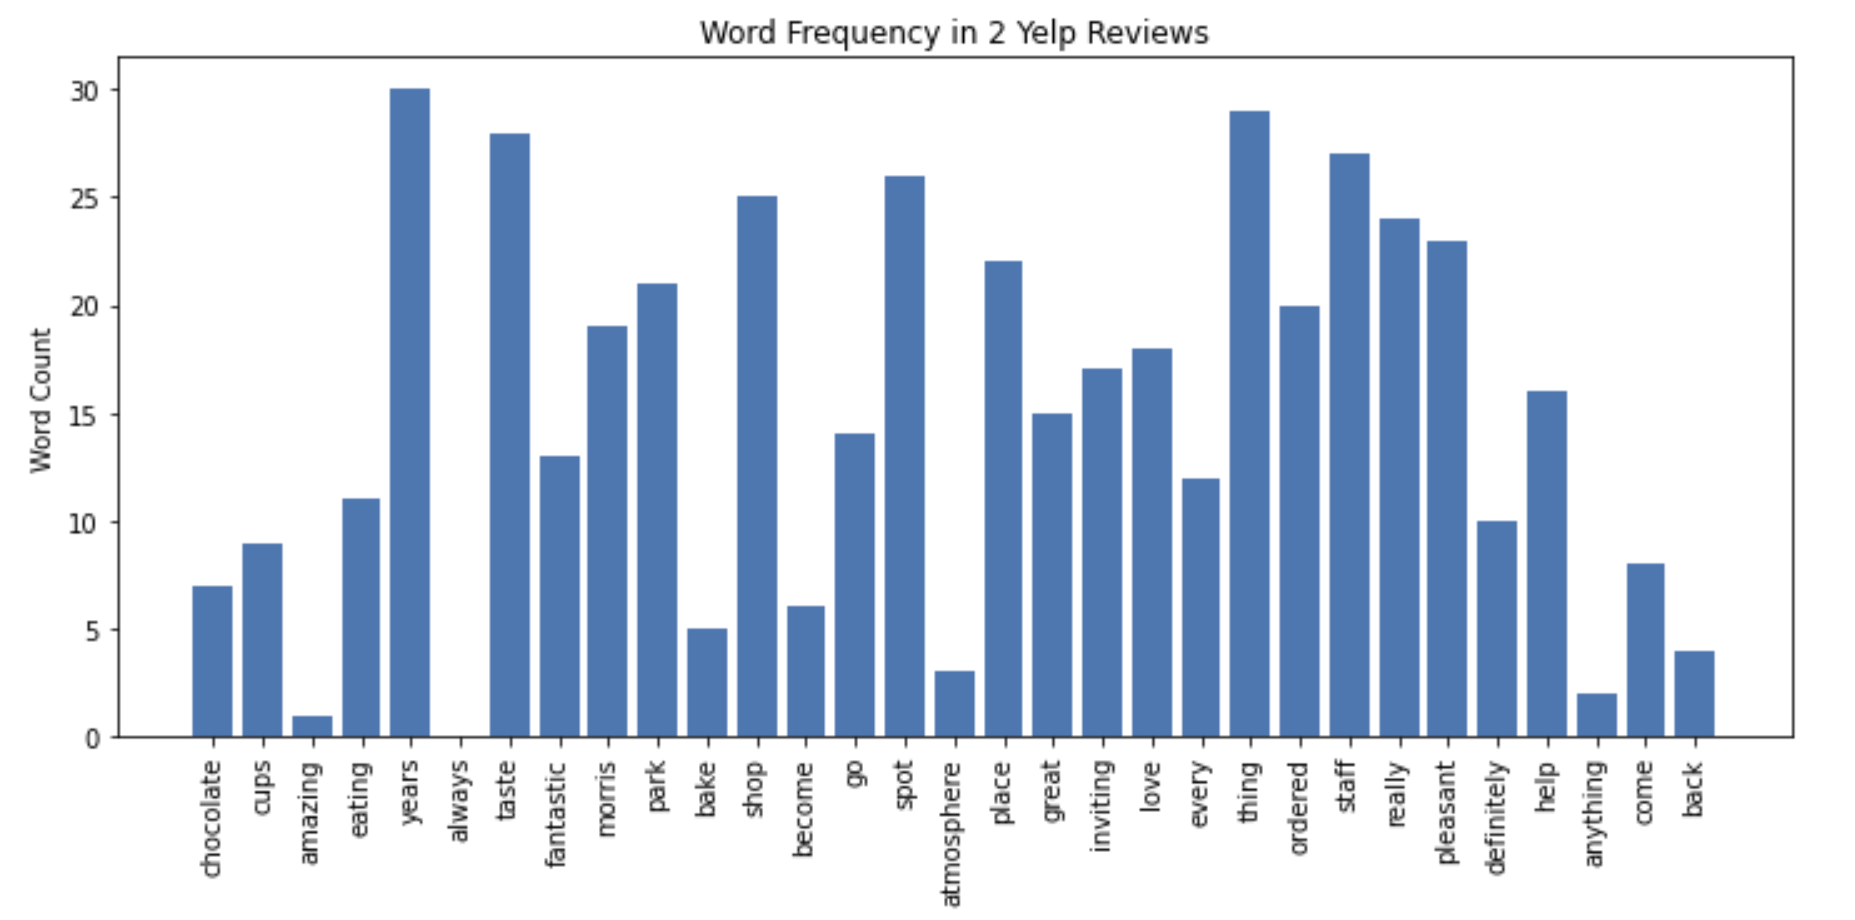 Word Frequency in 2 Yelp Reviews
30
25
20
15
10
5
0
Word Count
chocolate
cups
amazing
eating
years
always
taste
fantastic
morris
park
bake
shop
become
go
spot
atmosphere
place
great
inviting
love
every
thing
ordered
staff
really
pleasant
definitely
help
anything
come
back